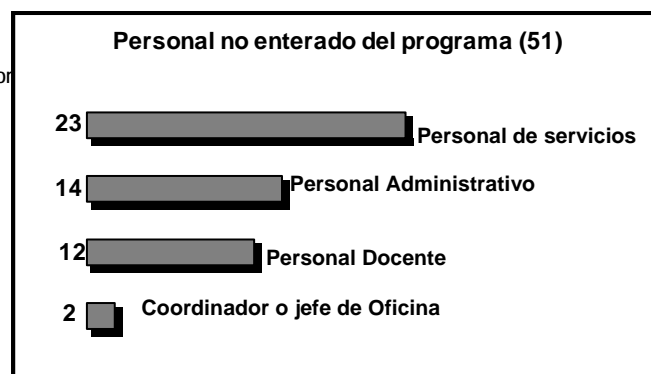 Personal no enterado del programa (51)
or
23 Personal de servicios
14 Personal Administrativo
12 Personal Docente
2 Coordinador o jefe de Oficina